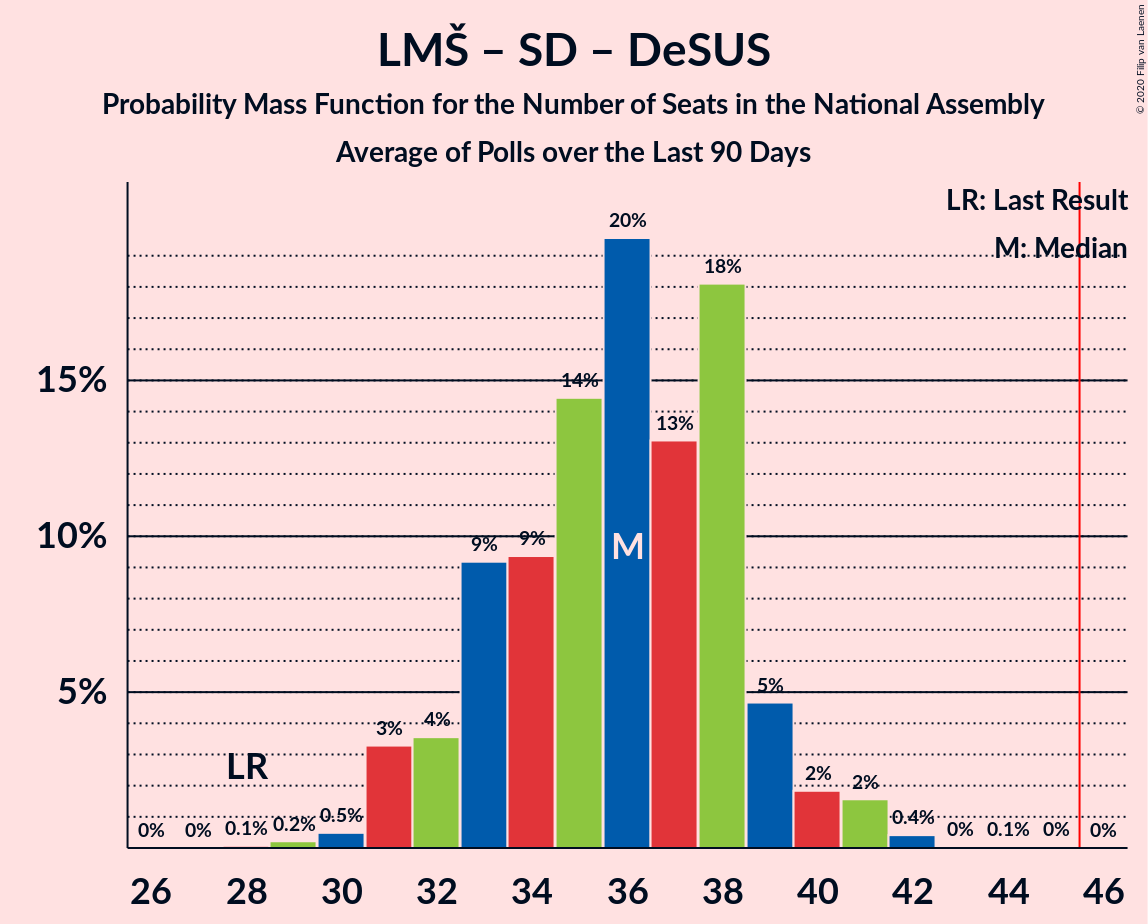 LMŠ – SD – DeSUS
Probability Mass Function for the Number of Seats in the National Assembly
Average of Polls over the Last 90 Days
© 2020 Filip van Laenen
LR: Last Result
M: Median
15%
10%
5%
0%
0%
0.1%
0.2%
0.5%
3%
4%
9%
9%
14%
20%
13%
18%
5%
2%
2%
0.4%
0%
0.1%
0%
0%
LR
M
26 28 30 32 34 36 38 40 42 44 46